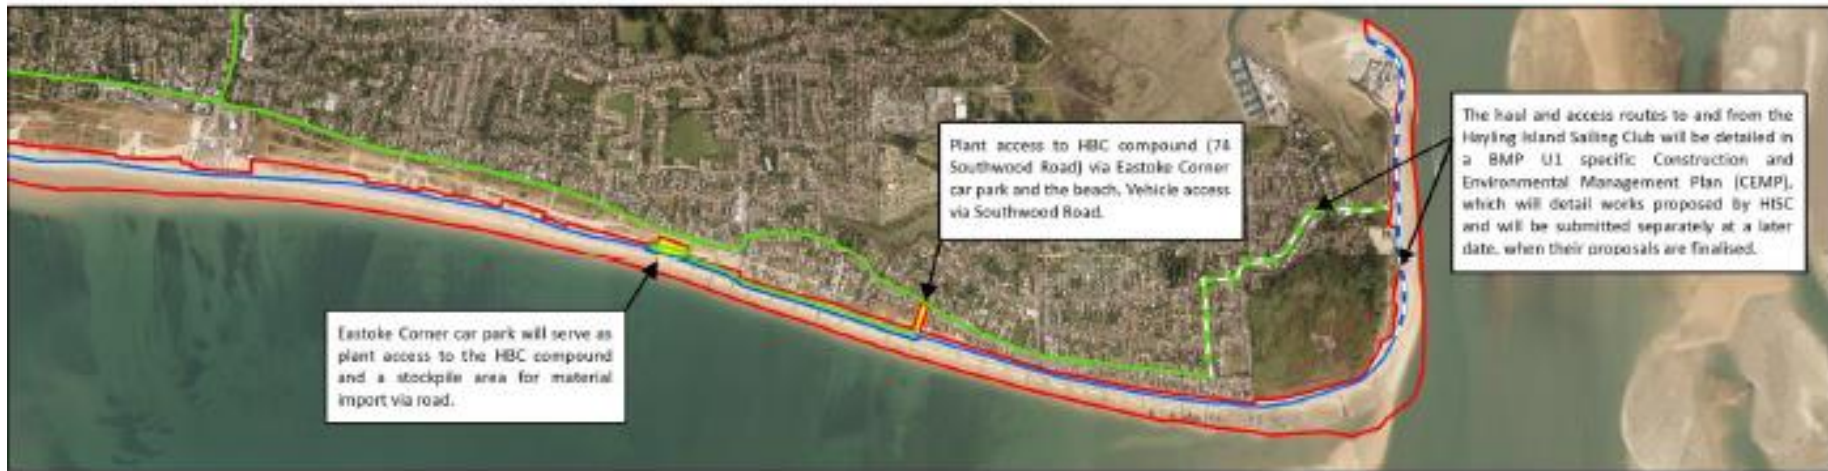 Eastoke Corner car park will serve as
plant access to the HBC compound
and a stockpile area for material
import via road.
Plant access to HBC compound (74
Southwood Road) via Eastoke Corner
car park and the beach. Vehicle access
via Southwood Road.
The haul and access routes to and from the
Hayling Island Sailing Club will be detailed in
a BMP U1 specific Construction and
Environmental Management Plan (CEMP),
which will detail works proposed by HISC
and will be submitted separately at a later
date, when their proposals are finalised.